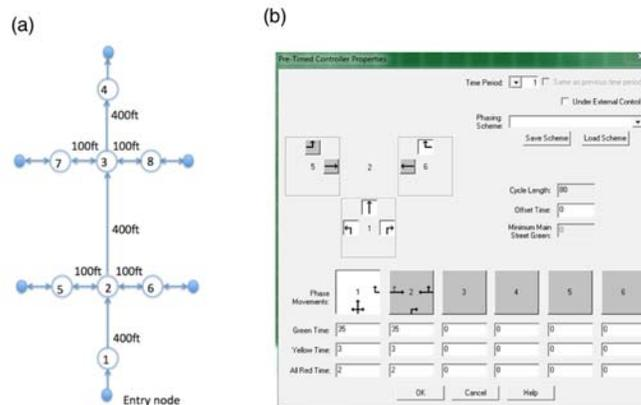 (a)
4
400ft
100ft 100ft
7 3 8
400ft
100ft 100ft
5 2 6
400ft
1
Entry node
(b)
Pre-Timed Controller Properties
Time Period: 1 Same as previous time period
Under External Control
Phasing Scheme:
Save Scheme Load Scheme
5 2 6
1
Cycle Length: 80
Offset Time: 0
Minimum Main Street Green: 0
Phase Movements: 1 2 3 4 5 6
Green Time: 35 35 0 0 0 0
Yellow Time: 3 3 0 0 0 0
All Red Time: 2 2 0 0 0 0
OK Cancel Help